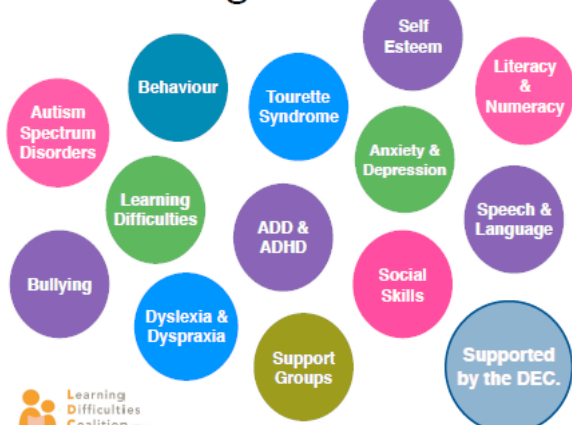 Self
Esteem
Behaviour
Literacy
&
Numeracy
Tourette
Syndrome
Autism
Spectrum
Disorders
Anxiety &
Depression
Learning
Difficulties
Speech &
Language
ADD &
ADHD
Bullying
Social
Skills
Dyslexia &
Dyspraxia
Support
Groups
Supported
by the DEC.
Learning
Difficulties
Coalition